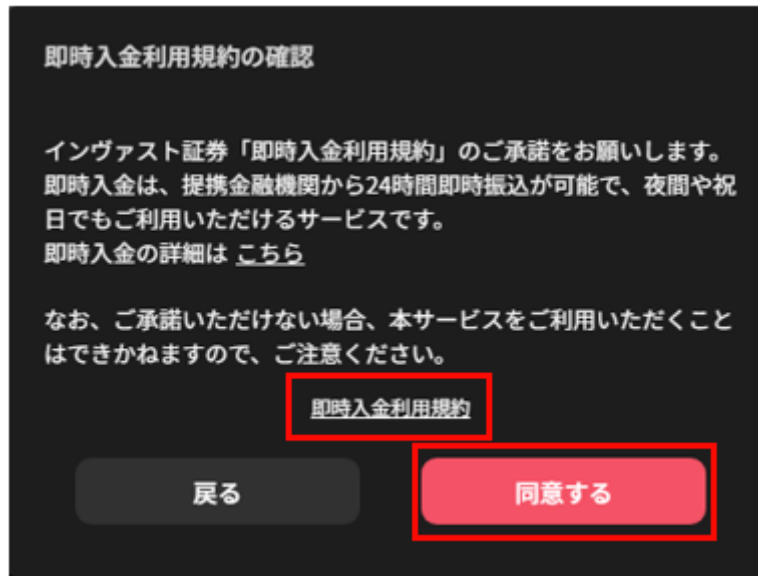 即時入金利用規約の確認
インヴァスト証券「即時入金利用規約」のご承諾をお願いします。
即時入金は、提携金融機関から24時間即時振込が可能で、夜間や祝
日でもご利用いただけるサービスです。
即時入金の詳細は こちら
なお、ご承諾いただけない場合、本サービスをご利用いただくこと
はできかねますので、ご注意ください。
即時入金利用規約
戻る
同意する